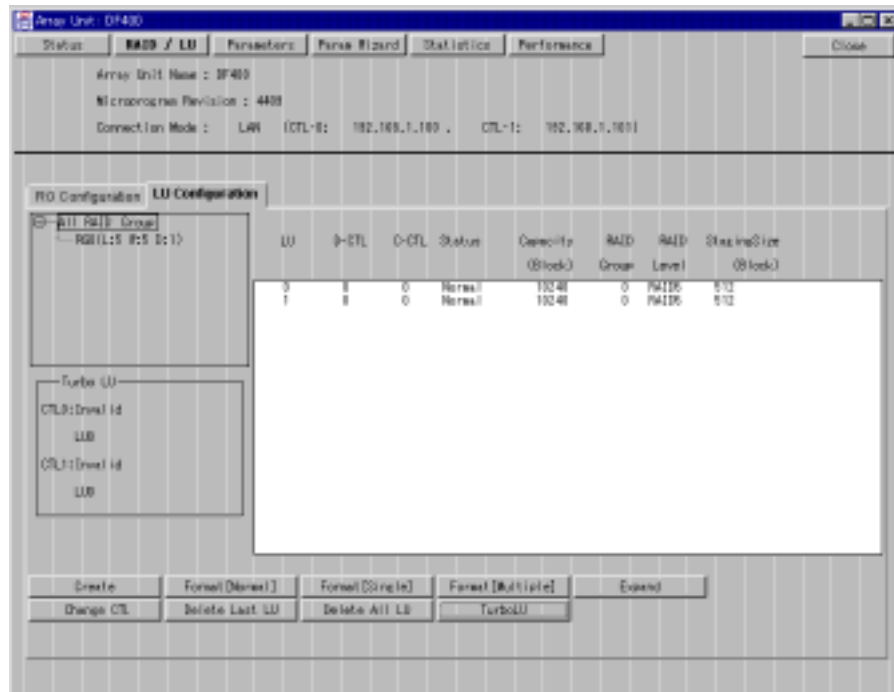 Array Unit: DF400
Status RAID / LU Parameters Param Wizard Statistics Performance Close
Array Unit Name : DF400
Microprogram Revision :
Connection Mode : LAN (CTL-0: 192.168.1.100 , CTL-1: 192.168.1.101)
RG Configuration LU Configuration
All RAID Group
LU D-CTL C-CTL Status Capacity RAID RAID StagingSize
(Block) Group Level (Block)
0 0 0 Normal 10240 0 RAID5 512
1 0 0 Normal 10240 0 RAID5 512
Turbo LU
CTL0:Invalid
LU0
CTL1:Invalid
LU0
Create Format[Normal] Format[Single] Format[Multiple] Expand
Change CTL Delete Last LU Delete All LU TurboLU